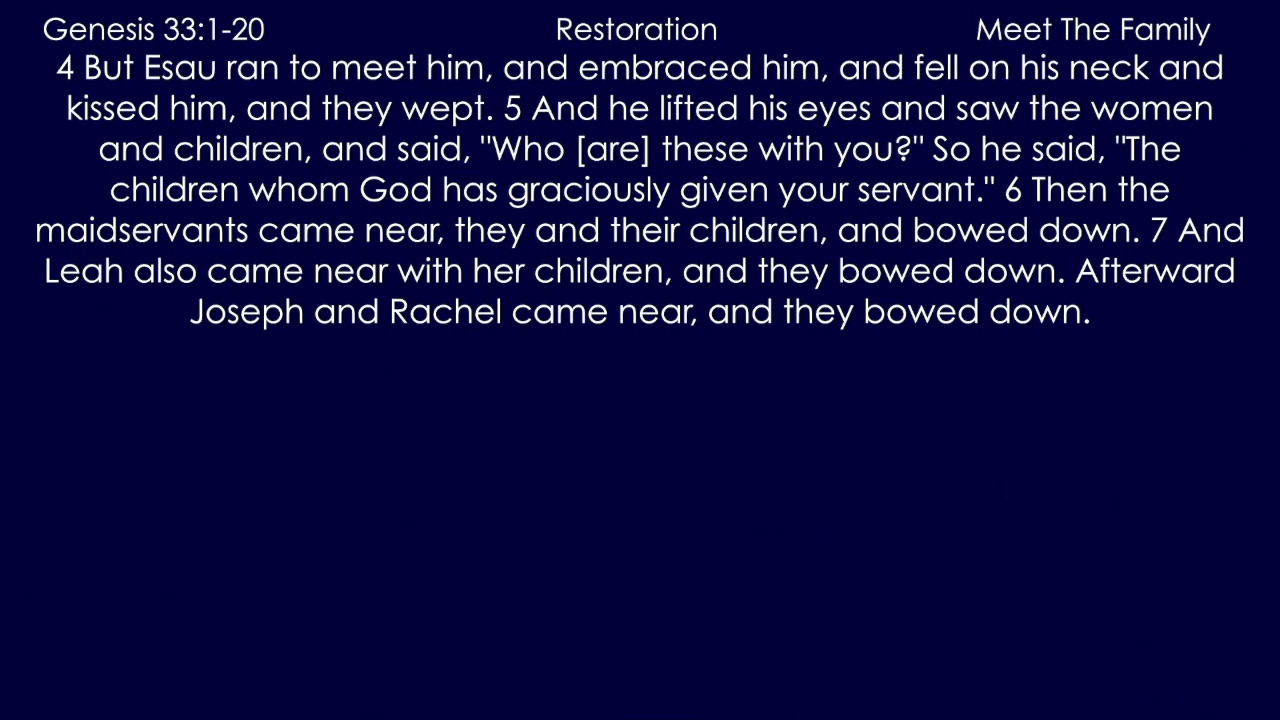 Genesis 33:1-20 Restoration Meet The Family
4 But Esau ran to meet him, and embraced him, and fell on his neck and
kissed him, and they wept. 5 And he lifted his eyes and saw the women
and children, and said, "Who [are] these with you?" So he said, "The
children whom God has graciously given your servant." 6 Then the
maidservants came near, they and their children, and bowed down. 7 And
Leah also came near with her children, and they bowed down. Afterward
Joseph and Rachel came near, and they bowed down.